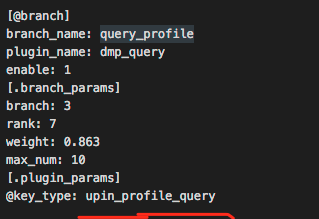 [@branch]
branch_name: query_profile
plugin_name: dmp_query
enable: 1
[.branch_params]
branch: 3
rank: 7
weight: 0.863
max_num: 10
[.plugin_params]
@key_type: upin_profile_query